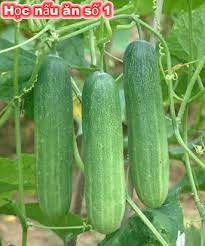 Học nấu ăn số 1